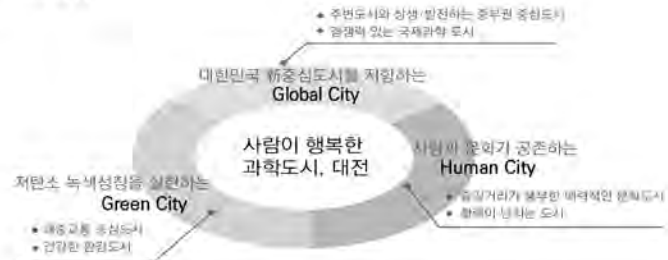 ◆ 주변도시와 상생·발전하는 중부권 중심도시
◆ 경쟁력 있는 국제과학 도시
대한민국 新중심도시를 지향하는
Global City
사람이 행복한
과학도시, 대전
사람과 문화가 공존하는
Human City
◆ 즐길거리가 풍부한 매력적인 문화도시
◆ 활력이 넘치는 도시
저탄소 녹색성장을 실현하는
Green City
◆ 대중교통 중심도시
◆ 건강한 환경도시